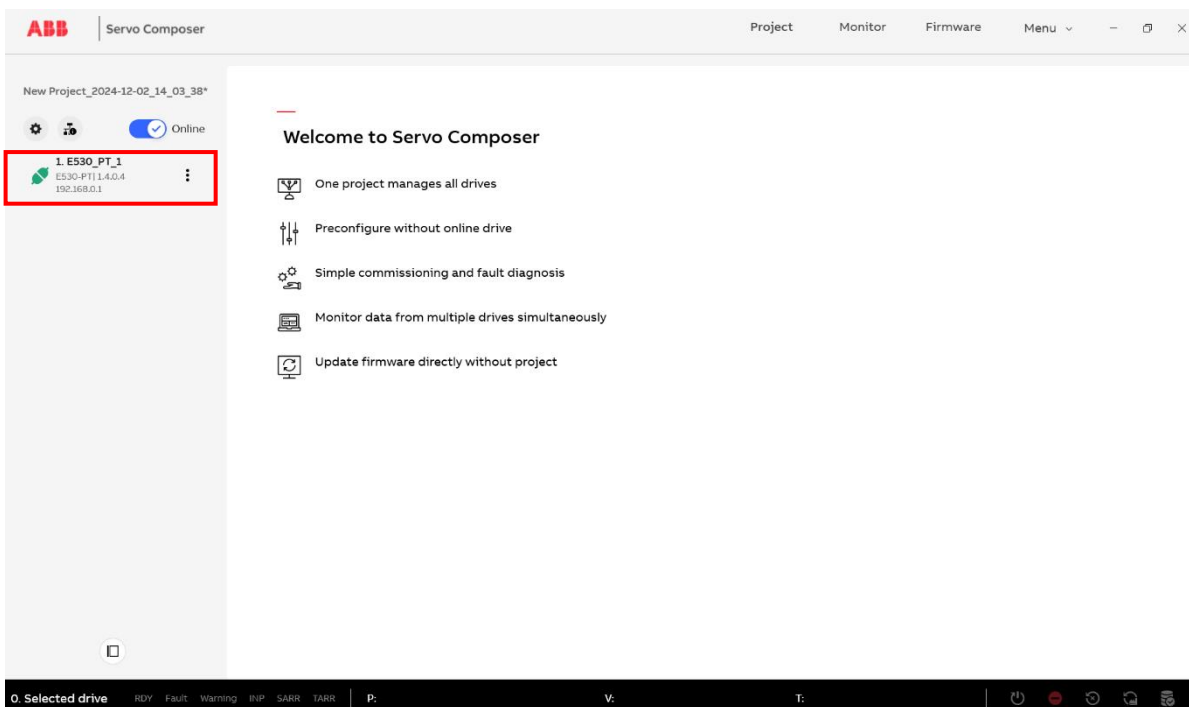 ABB
Servo Composer
Project
Monitor
Firmware
Menu
New Project_2024-12-02_14_03_38*
Online
1. E530_PT_1
E530-PT| 1.4.0.4
192.168.0.1
Welcome to Servo Composer
One project manages all drives
Preconfigure without online drive
Simple commissioning and fault diagnosis
Monitor data from multiple drives simultaneously
Update firmware directly without project
0. Selected drive
RDY Fault Warning INP SARR TARR
P:
V:
T: